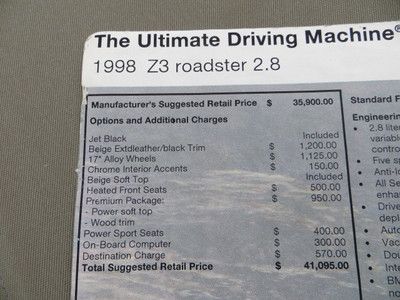 The Ultimate Driving Machine®
1998 Z3 roadster 2.8
Manufacturer's Suggested Retail Price $ 35,900.00
Options and Additional Charges
Jet Black Included
Beige Extdleather/black Trim $ 1,200.00
17" Alloy Wheels $ 1,125.00
Chrome Interior Accents $ 150.00
Beige Soft Top Included
Heated Front Seats $ 500.00
Premium Package: $ 950.00
- Power soft top
- Wood trim
Power Sport Seats $ 400.00
On-Board Computer $ 300.00
Destination Charge $ 570.00
Total Suggested Retail Price $ 41,095.00
Standard F
Engineerin
• 2.8 liter
variabl
contro
• Five s
• Anti-lo
• All Se
enha
• Drive
depl
• Auto
• Vac
• Dou
• Inte
• BM
no